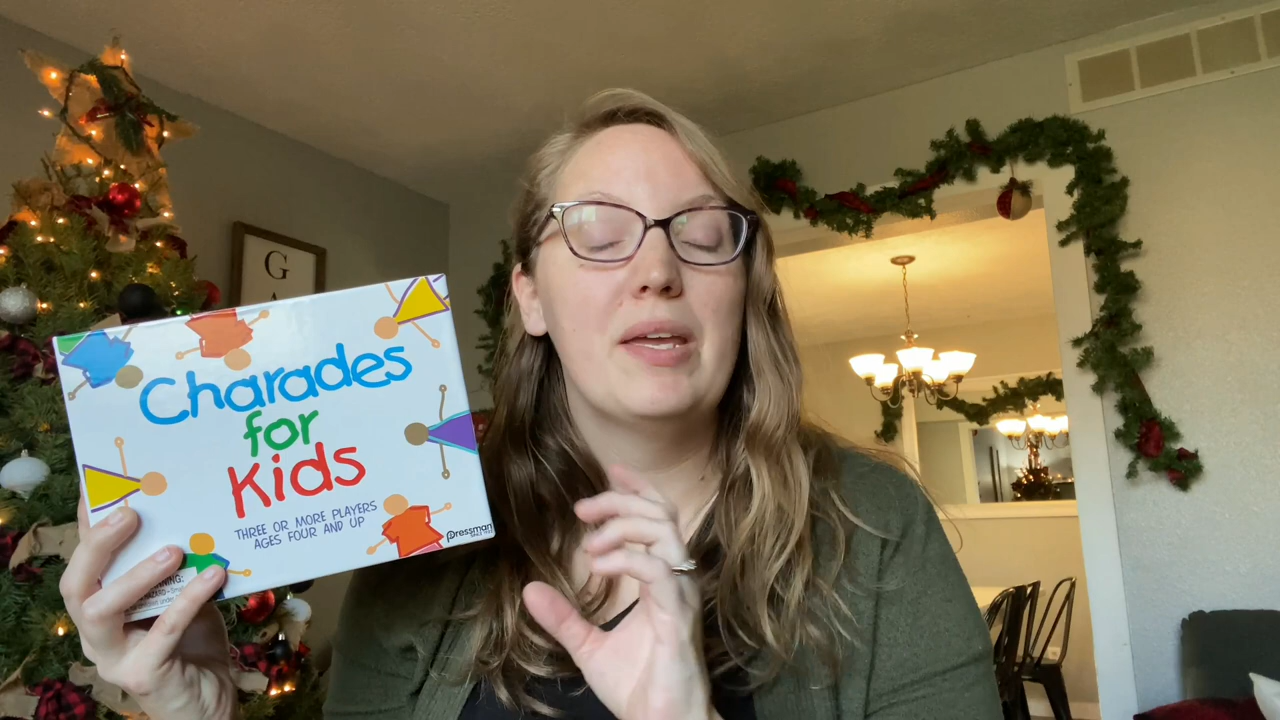 G
Charades
for
Kids
THREE OR MORE PLAYERS
AGES FOUR AND UP
pressman